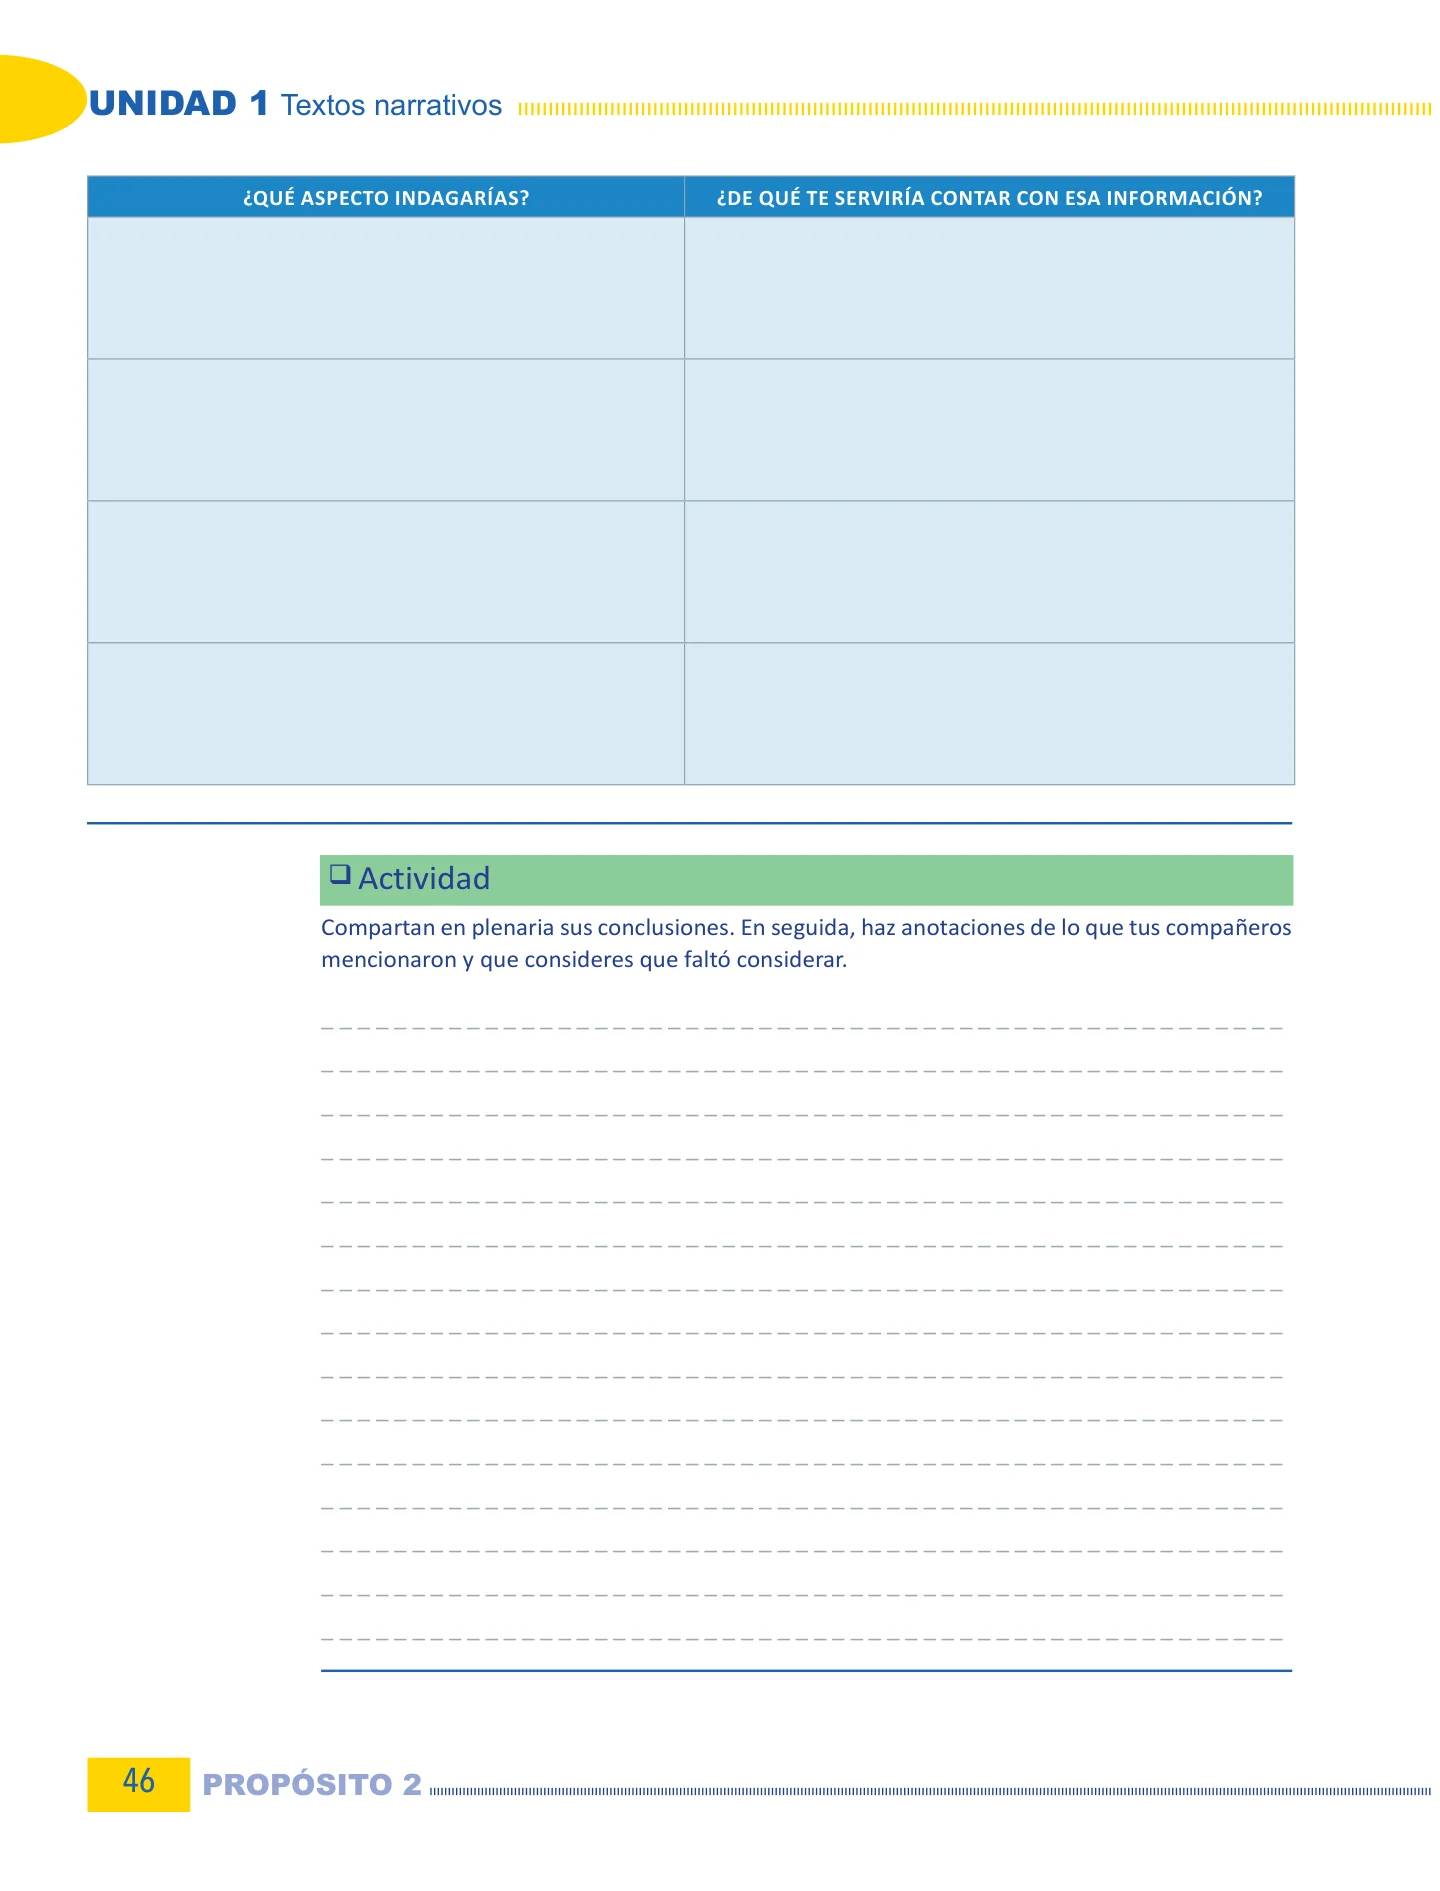 UNIDAD 1 Textos narrativos
¿QUÉ ASPECTO INDAGARÍAS?
¿DE QUÉ TE SERVIRÍA CONTAR CON ESA INFORMACIÓN?
Actividad
Compartan en plenaria sus conclusiones. En seguida, haz anotaciones de lo que tus compañeros
mencionaron y que consideres que faltó considerar.
46
PROPÓSITO 2